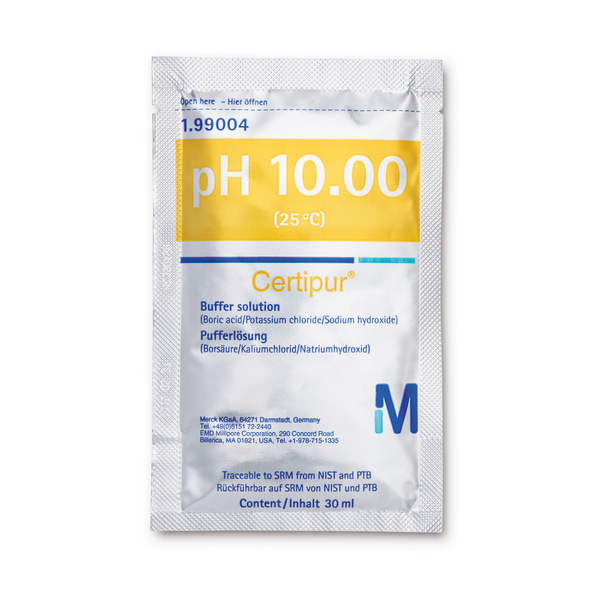 Open here – Hier öffnen
1.99004
pH 10.00
(25°C)
Certipur®
Buffer solution
(Boric acid/Potassium chloride/Sodium hydroxide)
Pufferlösung
(Borsäure/Kaliumchlorid/Natriumhydroxid)
M
Merck KGaA, 64271 Darmstadt, Germany
Tel. +49(0)6151 72-2440
EMD Millipore Corporation, 290 Concord Road
Billerica, MA 01821, USA, Tel. +1-978-715-1335
Traceable to SRM from NIST and PTB
Rückführbar auf SRM von NIST und PTB
Content/Inhalt 30 ml